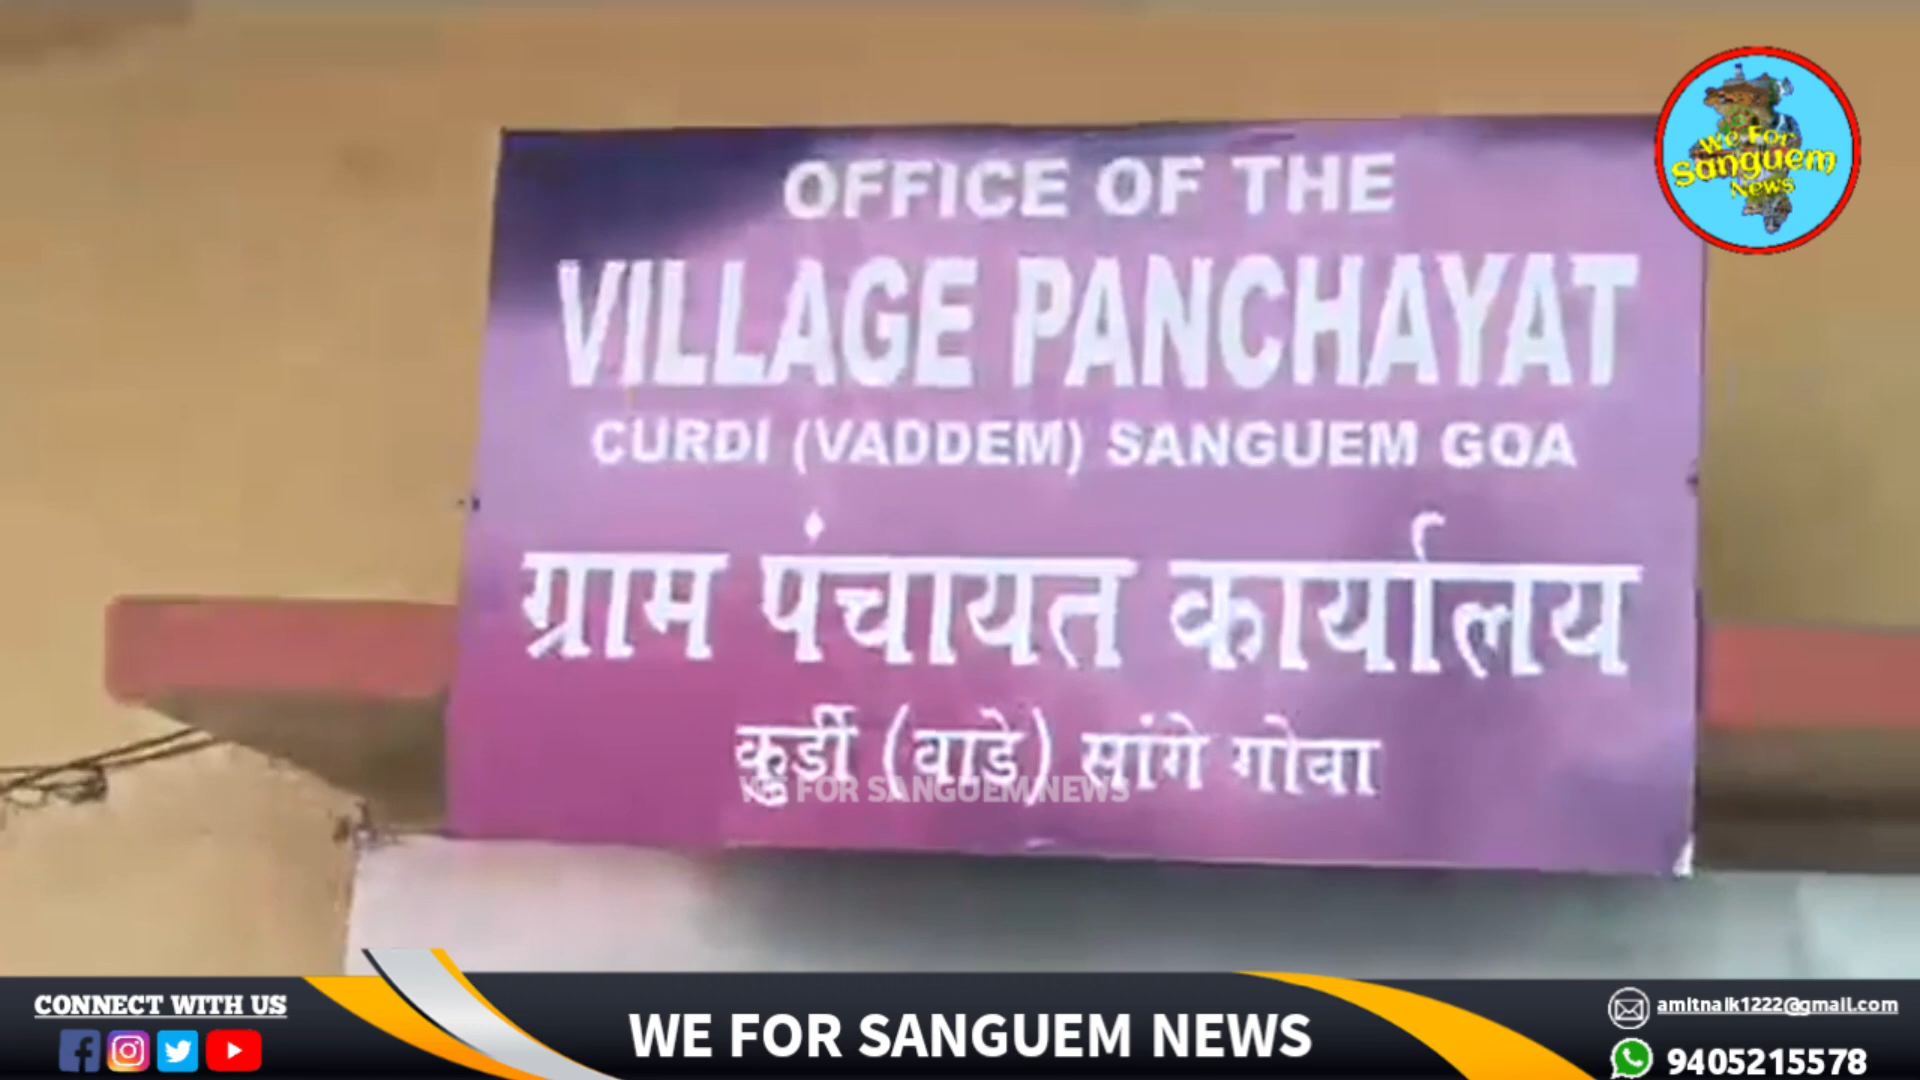 We For
Sanguem
News
OFFICE OF THE
VILLAGE PANCHAYAT
CURDI (VADDEM) SANGUEM GOA
ग्राम पंचायत कार्यालय
कुर्डी (वाडे) सांगे गोवा
WE FOR SANGUEM NEWS
CONNECT WITH US
WE FOR SANGUEM NEWS
amitnaik1222@gmail.com
9405215578